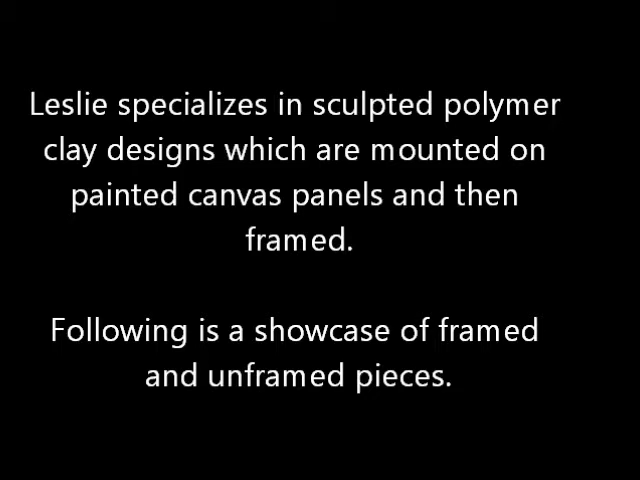 Leslie specializes in sculpted polymer
clay designs which are mounted on
painted canvas panels and then
framed.
Following is a showcase of framed
and unframed pieces.